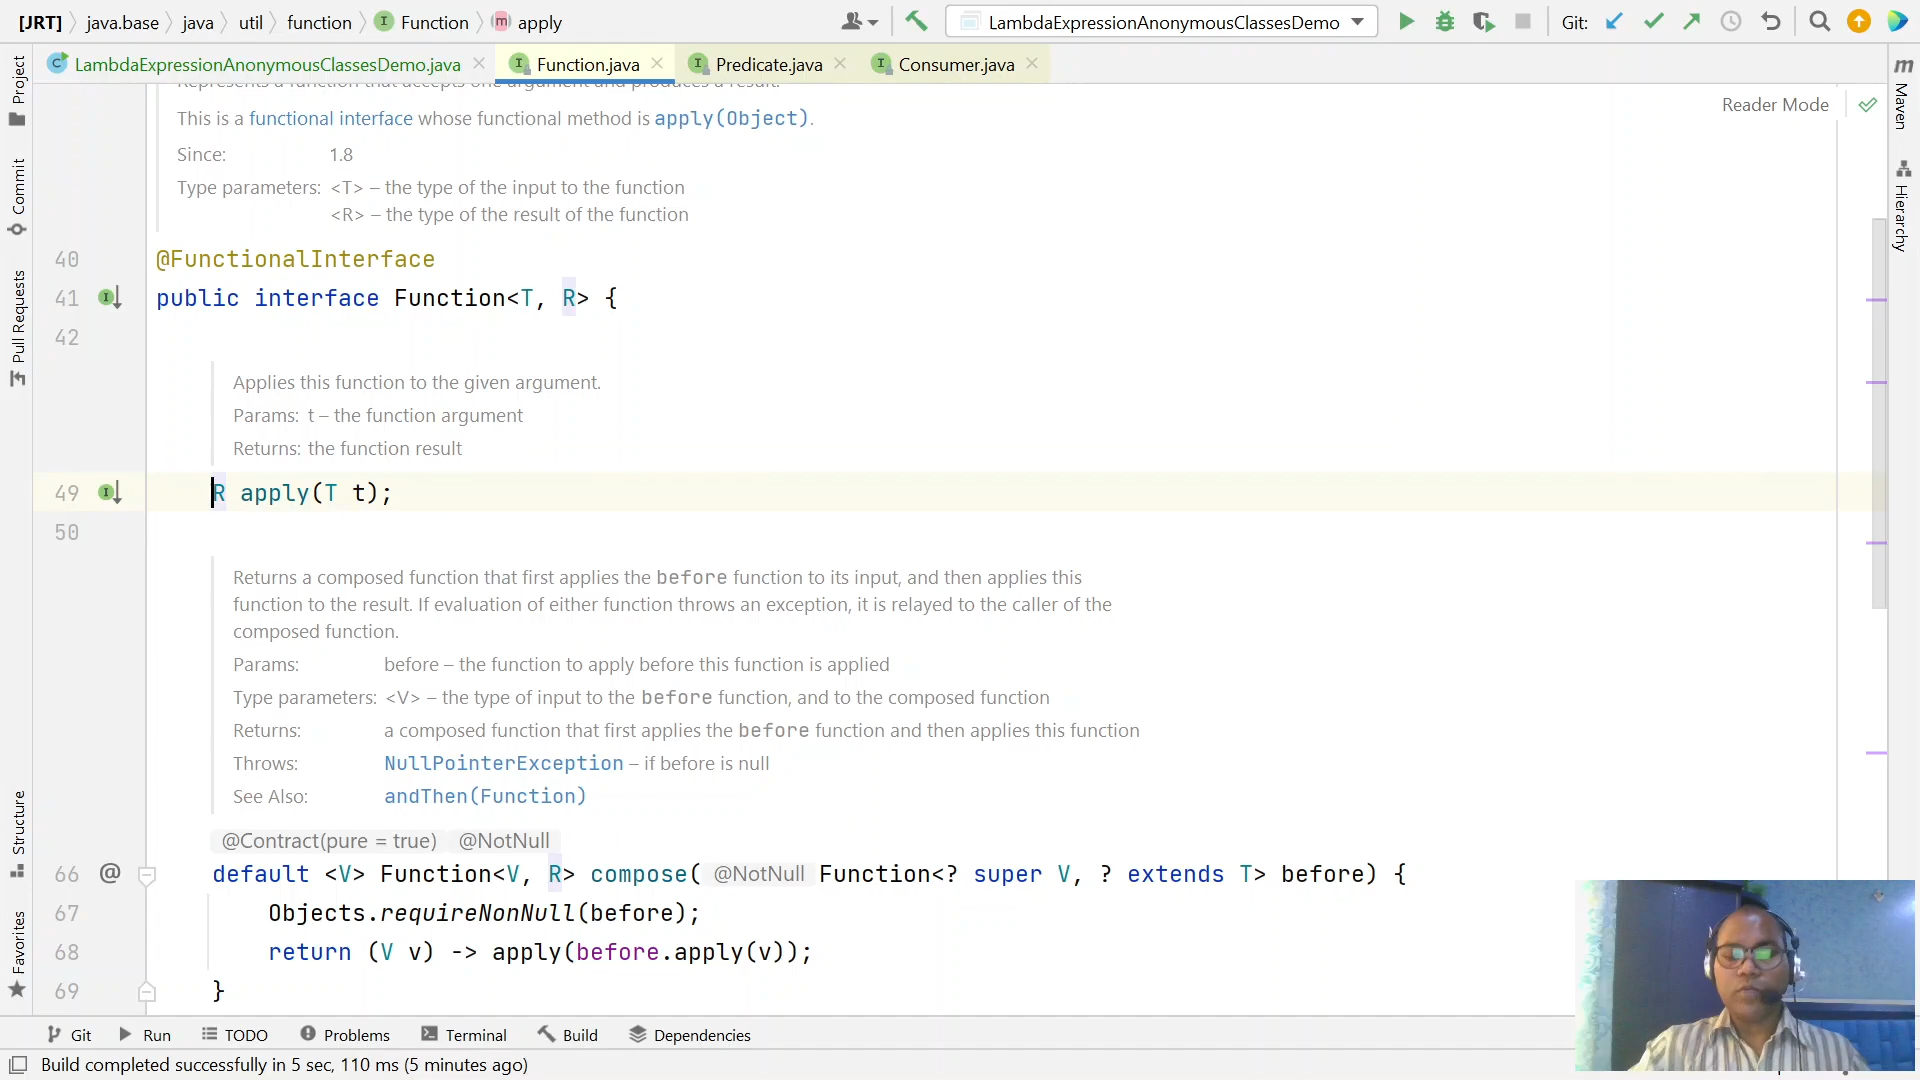 [JRT] java.base java util function Function apply LambdaExpressionAnonymousClassesDemo Git:
LambdaExpressionAnonymousClassesDemo.java Function.java Predicate.java Consumer.java
Represents a function that accepts one argument and produces a result.
Reader Mode
This is a functional interface whose functional method is apply(Object).
Since: 1.8
Type parameters: <T> – the type of the input to the function
<R> – the type of the result of the function
40 @FunctionalInterface
41 public interface Function<T, R> {
42
Applies this function to the given argument.
Params: t – the function argument
Returns: the function result
49 R apply(T t);
50
Returns a composed function that first applies the before function to its input, and then applies this
function to the result. If evaluation of either function throws an exception, it is relayed to the caller of the
composed function.
Params: before – the function to apply before this function is applied
Type parameters: <V> – the type of input to the before function, and to the composed function
Returns: a composed function that first applies the before function and then applies this function
Throws: NullPointerException – if before is null
See Also: andThen(Function)
@Contract(pure = true) @NotNull
66 default <V> Function<V, R> compose( @NotNull Function<? super V, ? extends T> before) {
67 Objects.requireNonNull(before);
68 return (V v) -> apply(before.apply(v));
69 }
Project
Commit
Pull Requests
Structure
Favorites
Maven
Hierarchy
Git Run TODO Problems Terminal Build Dependencies
Build completed successfully in 5 sec, 110 ms (5 minutes ago)